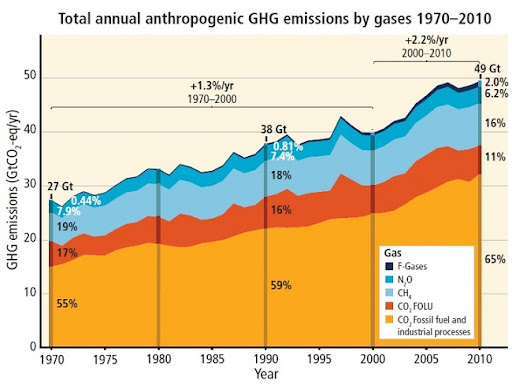 Total annual anthropogenic GHG emissions by gases 1970–2010
+2.2%/yr
2000–2010
+1.3%/yr
1970–2000
49 Gt
2.0%
6.2%
16%
11%
65%
38 Gt
0.81%
7.4%
18%
16%
59%
27 Gt
0.44%
7.9%
19%
17%
55%
GHG emissions (GtCO₂-eq/yr)
50
40
30
20
10
0
Gas
F-Gases
N₂O
CH₄
CO₂ FOLU
CO₂ Fossil fuel and
industrial processes
1970 1975 1980 1985 1990 1995 2000 2005 2010
Year